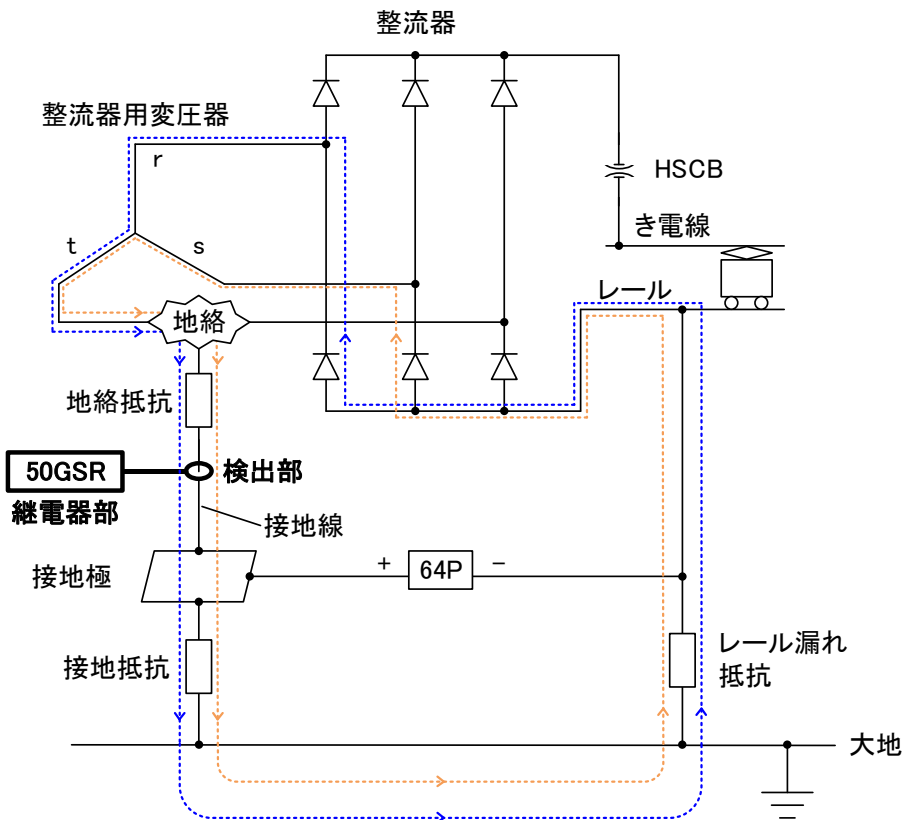 整流器
整流器用変圧器
r
HSCB
t
s
き電線
レール
地絡
地絡抵抗
50GSR
検出部
継電器部
接地線
接地極
+
64P
−
接地抵抗
レール漏れ
抵抗
大地